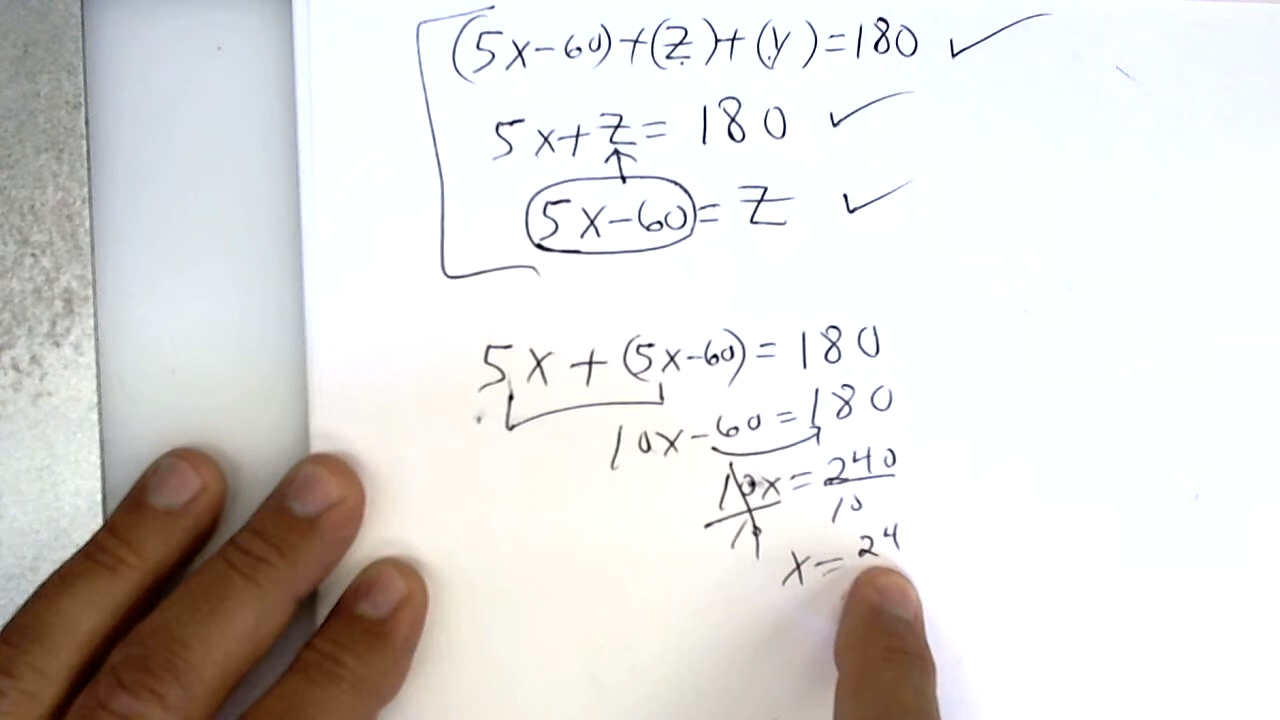 (5x-60)+(z)+(y)=180 ✓
5x+z=180 ✓
↑
5x-60=z ✓
5x+(5x-60)=180
10x-60=180
10x/10=240/10
x=24